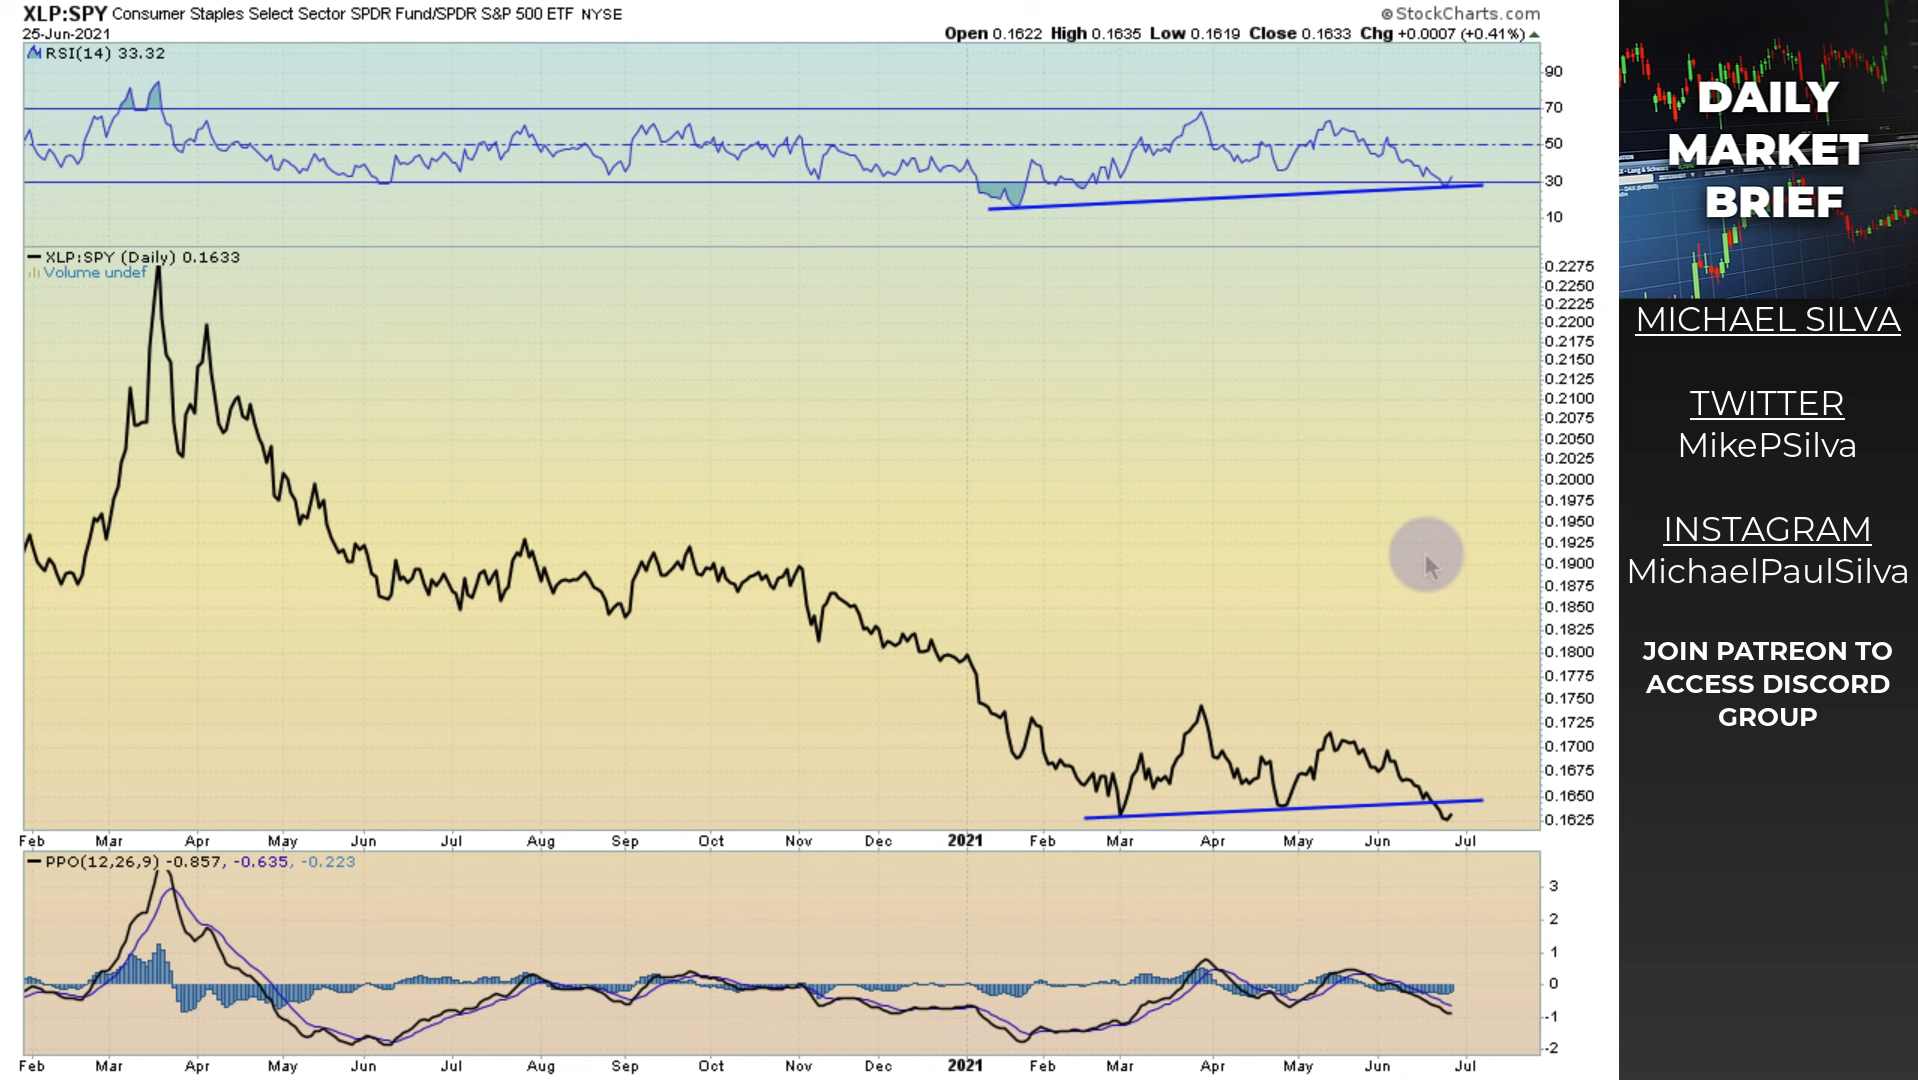 XLP:SPY Consumer Staples Select Sector SPDR Fund/SPDR S&P 500 ETF NYSE
©StockCharts.com
25-Jun-2021
Open 0.1622 High 0.1635 Low 0.1619 Close 0.1633 Chg +0.0007 (+0.41%)
RSI(14) 33.32
90
70
50
30
10
XLP:SPY (Daily) 0.1633
Volume undef
0.2275
0.2250
0.2225
0.2200
0.2175
0.2150
0.2125
0.2100
0.2075
0.2050
0.2025
0.2000
0.1975
0.1950
0.1925
0.1900
0.1875
0.1850
0.1825
0.1800
0.1775
0.1750
0.1725
0.1700
0.1675
0.1650
0.1625
Feb Mar Apr May Jun Jul Aug Sep Oct Nov Dec 2021 Feb Mar Apr May Jun Jul
PPO(12,26,9) -0.857, -0.635, -0.223
3
2
1
0
-1
-2
Feb Mar Apr May Jun Jul Aug Sep Oct Nov Dec 2021 Feb Mar Apr May Jun Jul
DAILY
MARKET
BRIEF
MICHAEL SILVA
TWITTER
MikePSilva
INSTAGRAM
MichaelPaulSilva
JOIN PATREON TO
ACCESS DISCORD
GROUP